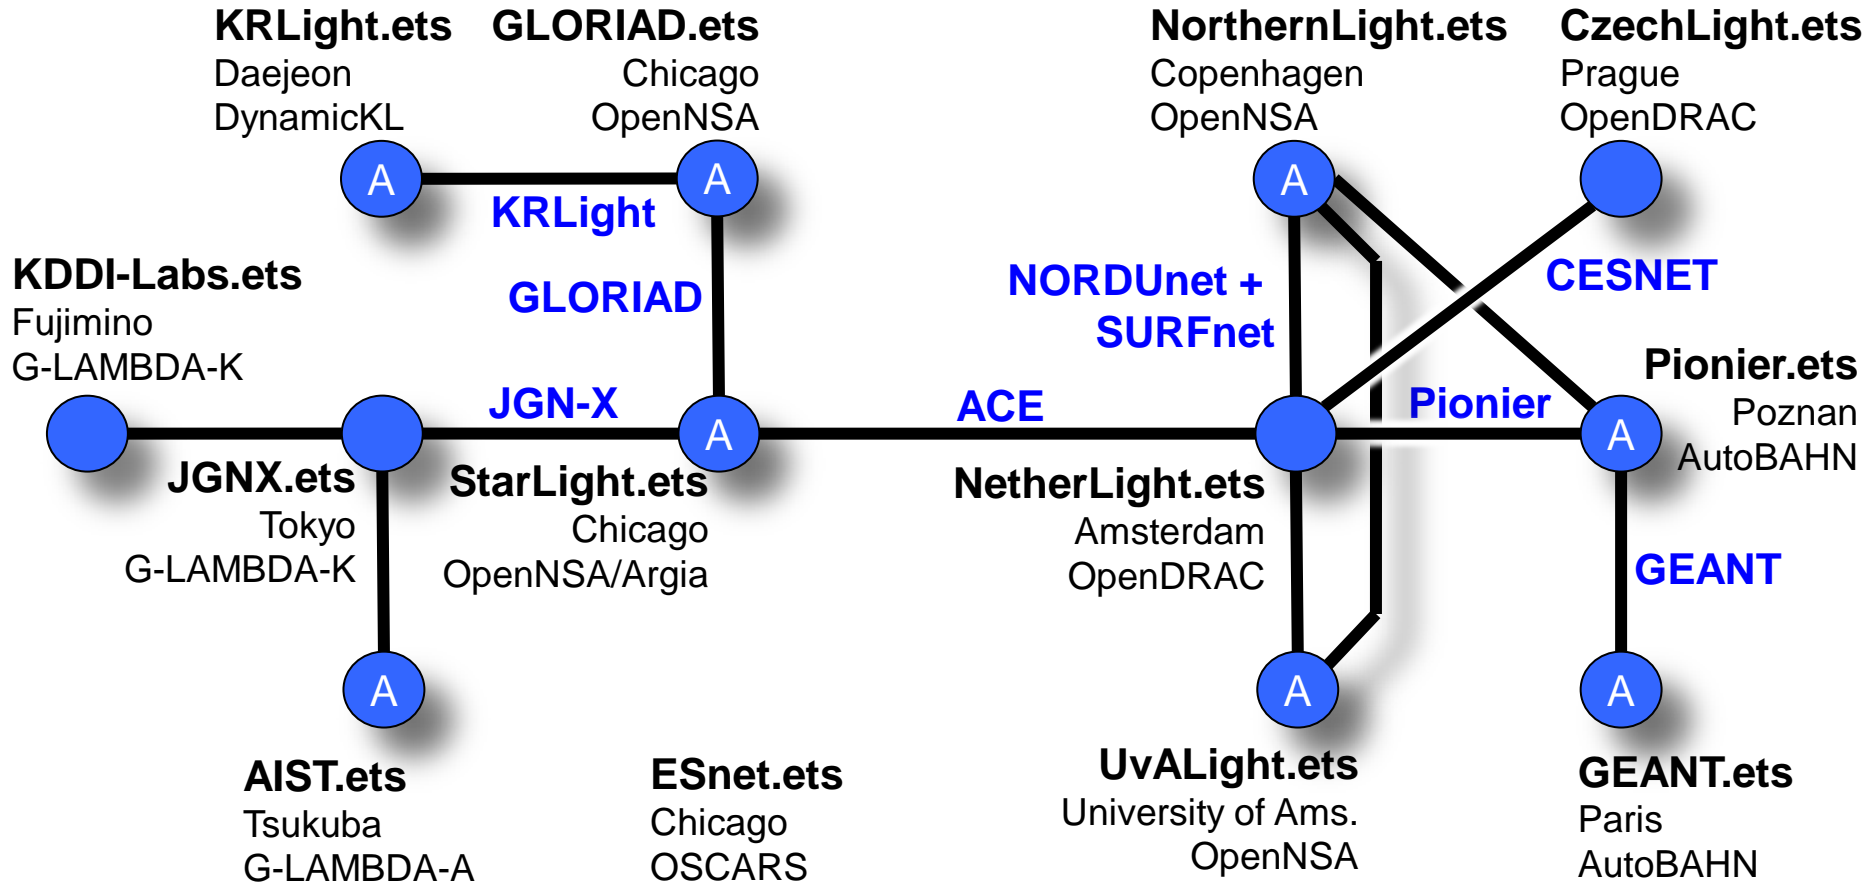 KRLight.ets
Daejeon
DynamicKL
GLORIAD.ets
Chicago
OpenNSA
NorthernLight.ets
Copenhagen
OpenNSA
CzechLight.ets
Prague
OpenDRAC
A
A
A
KRLight
KDDI-Labs.ets
Fujimino
G-LAMBDA-K
GLORIAD
NORDUnet +
SURFnet
CESNET
Pionier.ets
Poznan
AutoBAHN
JGN-X
ACE
Pionier
A
A
JGNX.ets
Tokyo
G-LAMBDA-K
StarLight.ets
Chicago
OpenNSA/Argia
NetherLight.ets
Amsterdam
OpenDRAC
GEANT
A
A
A
AIST.ets
Tsukuba
G-LAMBDA-A
ESnet.ets
Chicago
OSCARS
UvALight.ets
University of Ams.
OpenNSA
GEANT.ets
Paris
AutoBAHN